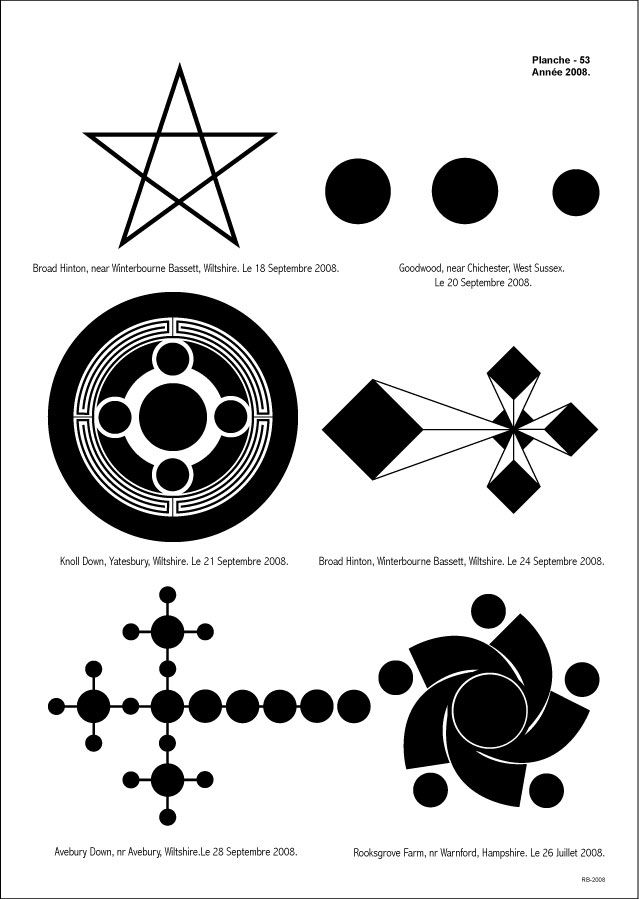 Planche - 53
Année 2008.
Broad Hinton, near Winterbourne Bassett, Wiltshire. Le 18 Septembre 2008.
Goodwood, near Chichester, West Sussex.
Le 20 Septembre 2008.
Knoll Down, Yatesbury, Wiltshire. Le 21 Septembre 2008.
Broad Hinton, Winterbourne Bassett, Wiltshire. Le 24 Septembre 2008.
Avebury Down, nr Avebury, Wiltshire.Le 28 Septembre 2008.
Rooksgrove Farm, nr Warnford, Hampshire. Le 26 Juillet 2008.
RB-2008